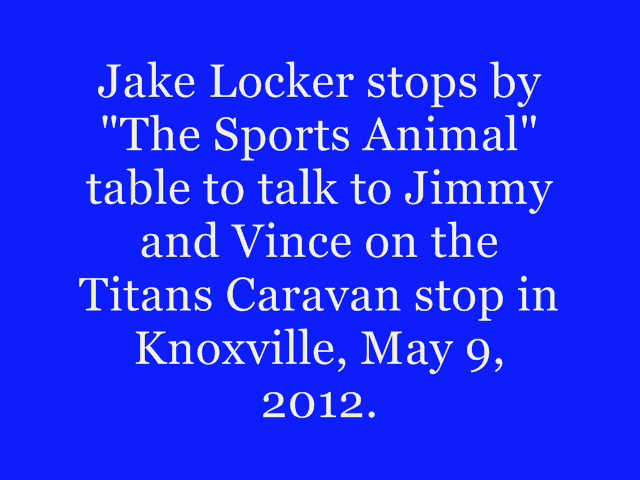 Jake Locker stops by
"The Sports Animal"
table to talk to Jimmy
and Vince on the
Titans Caravan stop in
Knoxville, May 9,
2012.